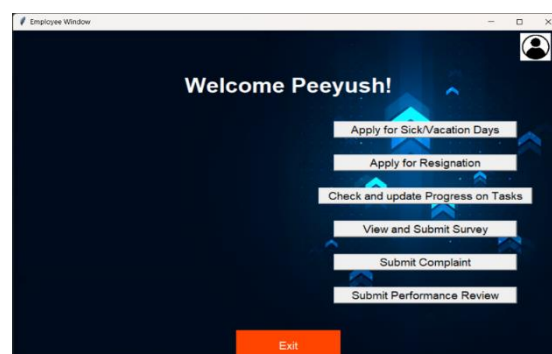 Employee Window
Welcome Peeyush!
Apply for Sick/Vacation Days
Apply for Resignation
Check and update Progress on Tasks
View and Submit Survey
Submit Complaint
Submit Performance Review
Exit